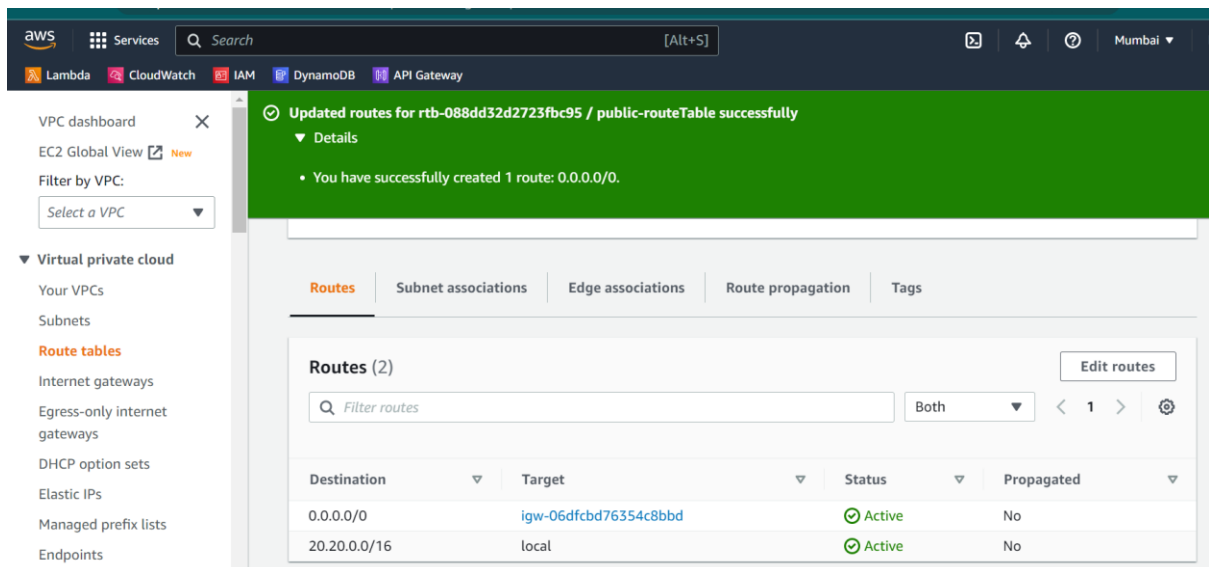 aws
Services
Search
[Alt+S]
Mumbai
Lambda
CloudWatch
IAM
DynamoDB
API Gateway
VPC dashboard
EC2 Global View New
Filter by VPC:
Select a VPC
Virtual private cloud
Your VPCs
Subnets
Route tables
Internet gateways
Egress-only internet
gateways
DHCP option sets
Elastic IPs
Managed prefix lists
Endpoints
Updated routes for rtb-088dd32d2723fbc95 / public-routeTable successfully
Details
• You have successfully created 1 route: 0.0.0.0/0.
Routes
Subnet associations
Edge associations
Route propagation
Tags
Routes (2)
Edit routes
Filter routes
Both
1
Destination Target Status Propagated
0.0.0.0/0 igw-06dfcbd76354c8bbd Active No
20.20.0.0/16 local Active No